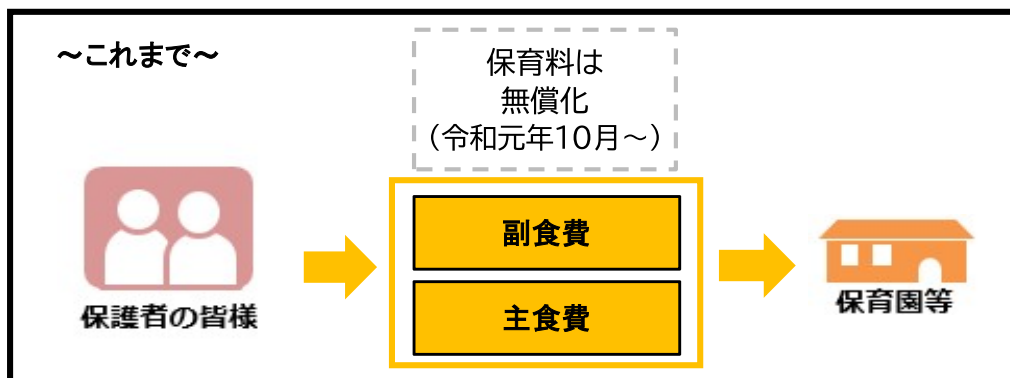 ～これまで～
保育料は
無償化
（令和元年10月～）
副食費
主食費
保護者の皆様
保育園等